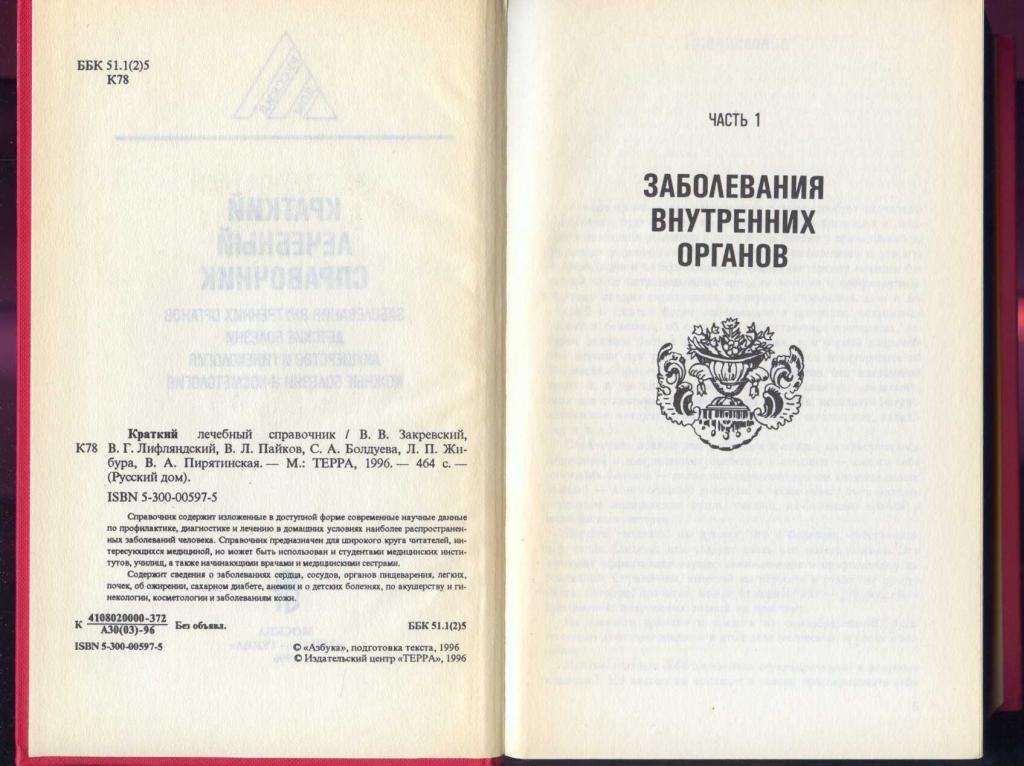 ББК 51.1(2)5
К78
Краткий лечебный справочник / В. В. Закревский,
К78 В. Г. Лифляндский, В. Л. Пайков, С. А. Болдуева, Л. П. Жи-
бура, В. А. Пирятинская. — М.: ТЕРРА, 1996. — 464 с. —
(Русский дом).
ISBN 5-300-00597-5
Справочник содержит изложенные в доступной форме современные научные данные
по профилактике, диагностике и лечению в домашних условиях наиболее распространен-
ных заболеваний человека. Справочник предназначен для широкого круга читателей, ин-
тересующихся медициной, но может быть использован и студентами медицинских инсти-
тутов, училищ, а также начинающими врачами и медицинскими сестрами.
Содержит сведения о заболеваниях сердца, сосудов, органов пищеварения, легких,
почек, об ожирении, сахарном диабете, анемии и о детских болезнях, по акушерству и ги-
некологии, косметологии и заболеваниям кожи.
К 4108020000-372 Без объявл. ББК 51.1(2)5
А30(03)-96
ISBN 5-300-00597-5
© «Азбука», подготовка текста, 1996
© Издательский центр «ТЕРРА», 1996
ЧАСТЬ 1
ЗАБОЛЕВАНИЯ
ВНУТРЕННИХ
ОРГАНОВ